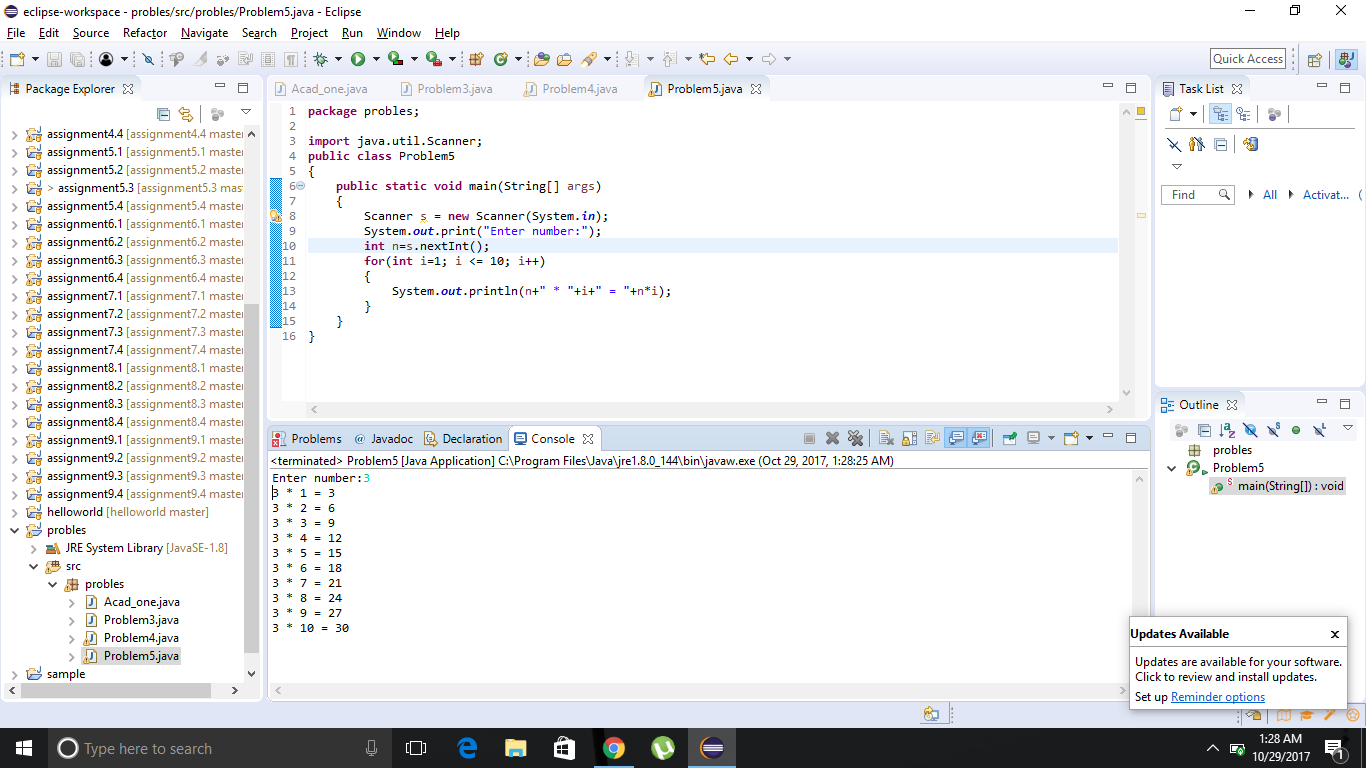 eclipse-workspace - probles/src/probles/Problem5.java - Eclipse
File Edit Source Refactor Navigate Search Project Run Window Help
Quick Access
Package Explorer
assignment4.4 [assignment4.4 master
assignment5.1 [assignment5.1 master
assignment5.2 [assignment5.2 master
> assignment5.3 [assignment5.3 mas
assignment5.4 [assignment5.4 master
assignment6.1 [assignment6.1 master
assignment6.2 [assignment6.2 master
assignment6.3 [assignment6.3 master
assignment6.4 [assignment6.4 master
assignment7.1 [assignment7.1 master
assignment7.2 [assignment7.2 master
assignment7.3 [assignment7.3 master
assignment7.4 [assignment7.4 master
assignment8.1 [assignment8.1 master
assignment8.2 [assignment8.2 master
assignment8.3 [assignment8.3 master
assignment8.4 [assignment8.4 master
assignment9.1 [assignment9.1 master
assignment9.2 [assignment9.2 master
assignment9.3 [assignment9.3 master
assignment9.4 [assignment9.4 master
helloworld [helloworld master]
probles
JRE System Library [JavaSE-1.8]
src
probles
Acad_one.java
Problem3.java
Problem4.java
Problem5.java
sample
Acad_one.java Problem3.java Problem4.java Problem5.java
1 package probles;
2
3 import java.util.Scanner;
4 public class Problem5
5 {
6 public static void main(String[] args)
7 {
8 Scanner s = new Scanner(System.in);
9 System.out.print("Enter number:");
10 int n=s.nextInt();
11 for(int i=1; i <= 10; i++)
12 {
13 System.out.println(n+" * "+i+" = "+n*i);
14 }
15 }
16 }
Problems @ Javadoc Declaration Console
<terminated> Problem5 [Java Application] C:\Program Files\Java\jre1.8.0_144\bin\javaw.exe (Oct 29, 2017, 1:28:25 AM)
Enter number:3
3 * 1 = 3
3 * 2 = 6
3 * 3 = 9
3 * 4 = 12
3 * 5 = 15
3 * 6 = 18
3 * 7 = 21
3 * 8 = 24
3 * 9 = 27
3 * 10 = 30
Task List
Find All Activat...
Outline
probles
Problem5
main(String[]) : void
Updates Available
Updates are available for your software.
Click to review and install updates.
Set up Reminder options
Type here to search
1:28 AM
10/29/2017
1